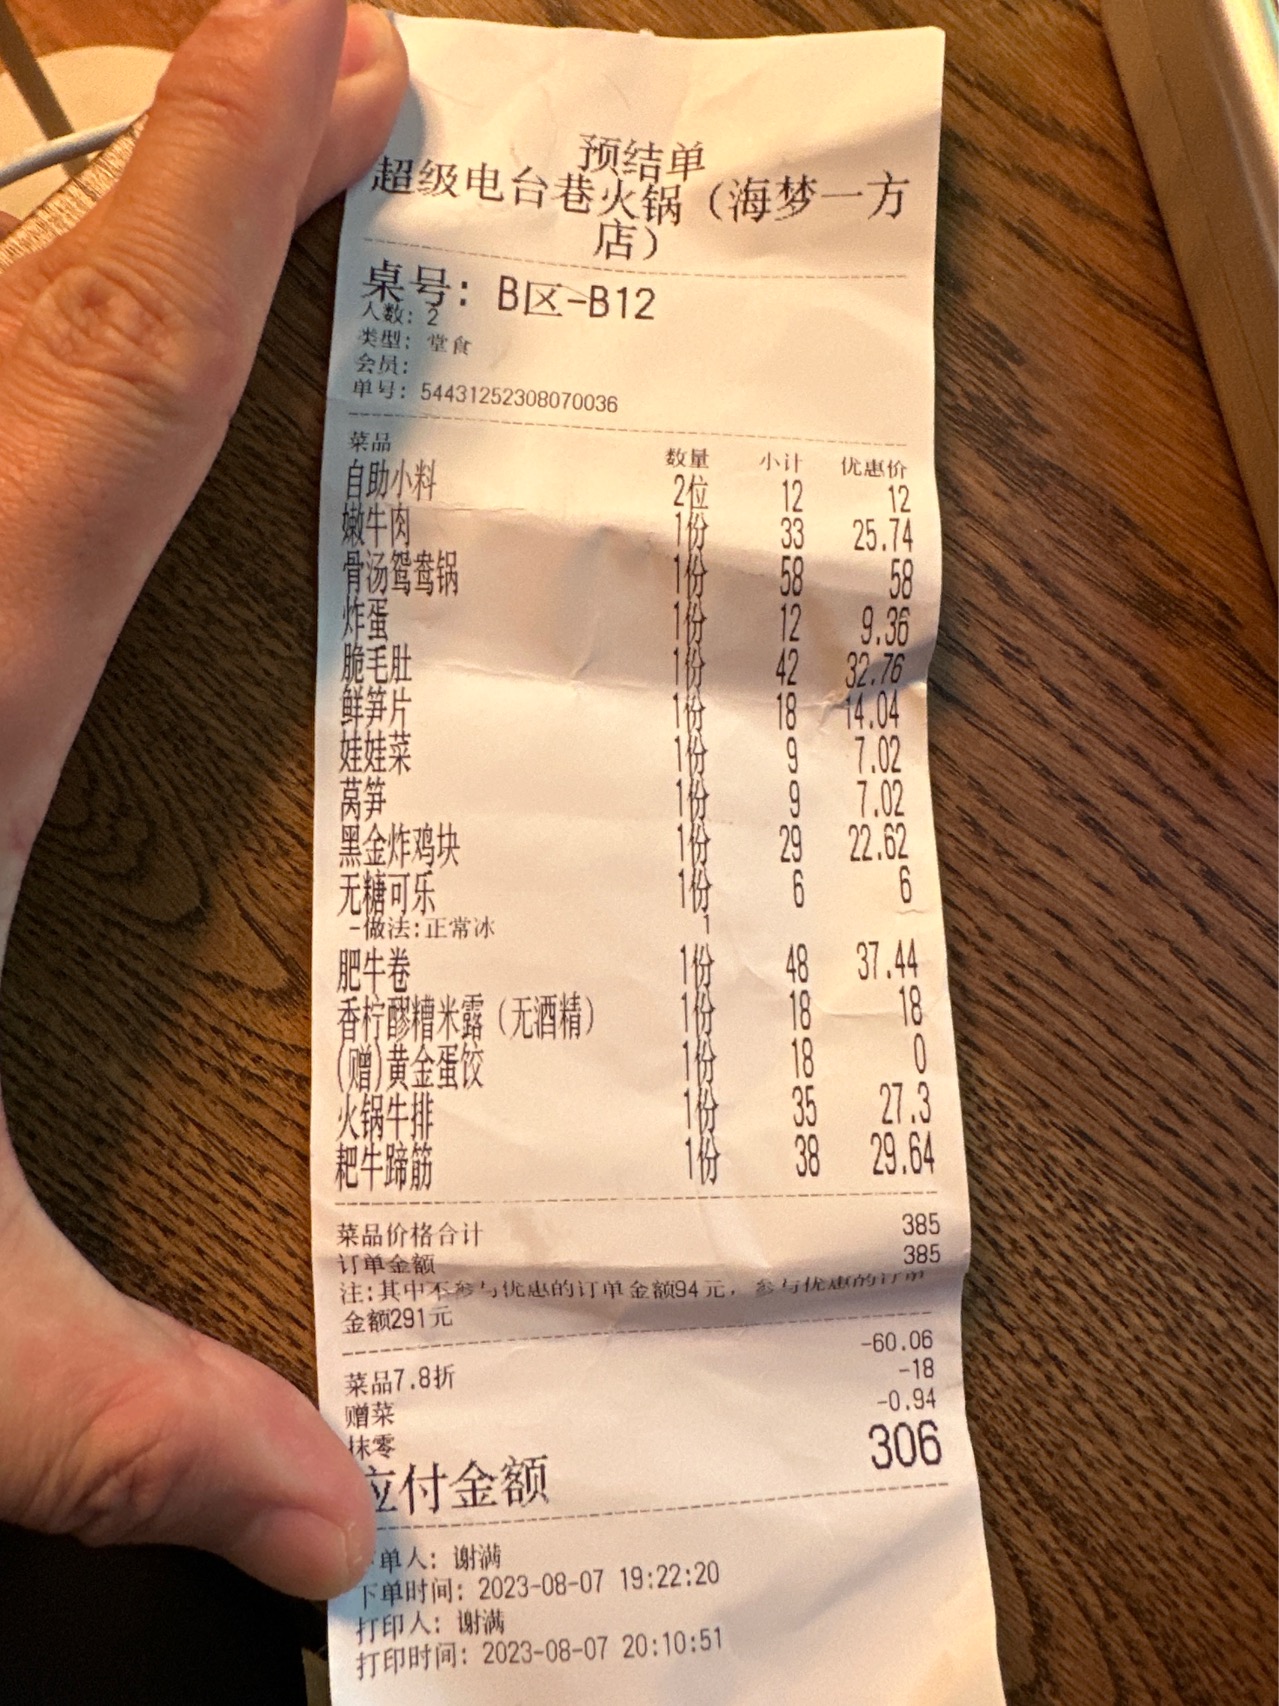 预结单
超级电台巷火锅（海梦一方
店）
桌号：B区-B12
人数：2
类型：堂食
会员：
单号：54431252308070036
菜品 数量 小计 优惠价
自助小料 2位 12 12
嫩牛肉 1份 33 25.74
骨汤鸳鸯锅 1份 58 58
炸蛋 1份 12 9.36
脆毛肚 1份 42 32.76
鲜笋片 1份 18 14.04
娃娃菜 1份 9 7.02
莴笋 1份 9 7.02
黑金炸鸡块 1份 29 22.62
无糖可乐 1份 6 6
-做法:正常冰 1
肥牛卷 1份 48 37.44
香柠醪糟米露（无酒精） 1份 18 18
(赠)黄金蛋饺 1份 18 0
火锅牛排 1份 35 27.3
耙牛蹄筋 1份 38 29.64
菜品价格合计 385
订单金额 385
注:其中不参与优惠的订单金额94元，参与优惠的订单
金额291元
菜品7.8折 -60.06
赠菜 -18
抹零 -0.94
应付金额 306
下单人：谢满
下单时间：2023-08-07 19:22:20
打印人：谢满
打印时间：2023-08-07 20:10:51